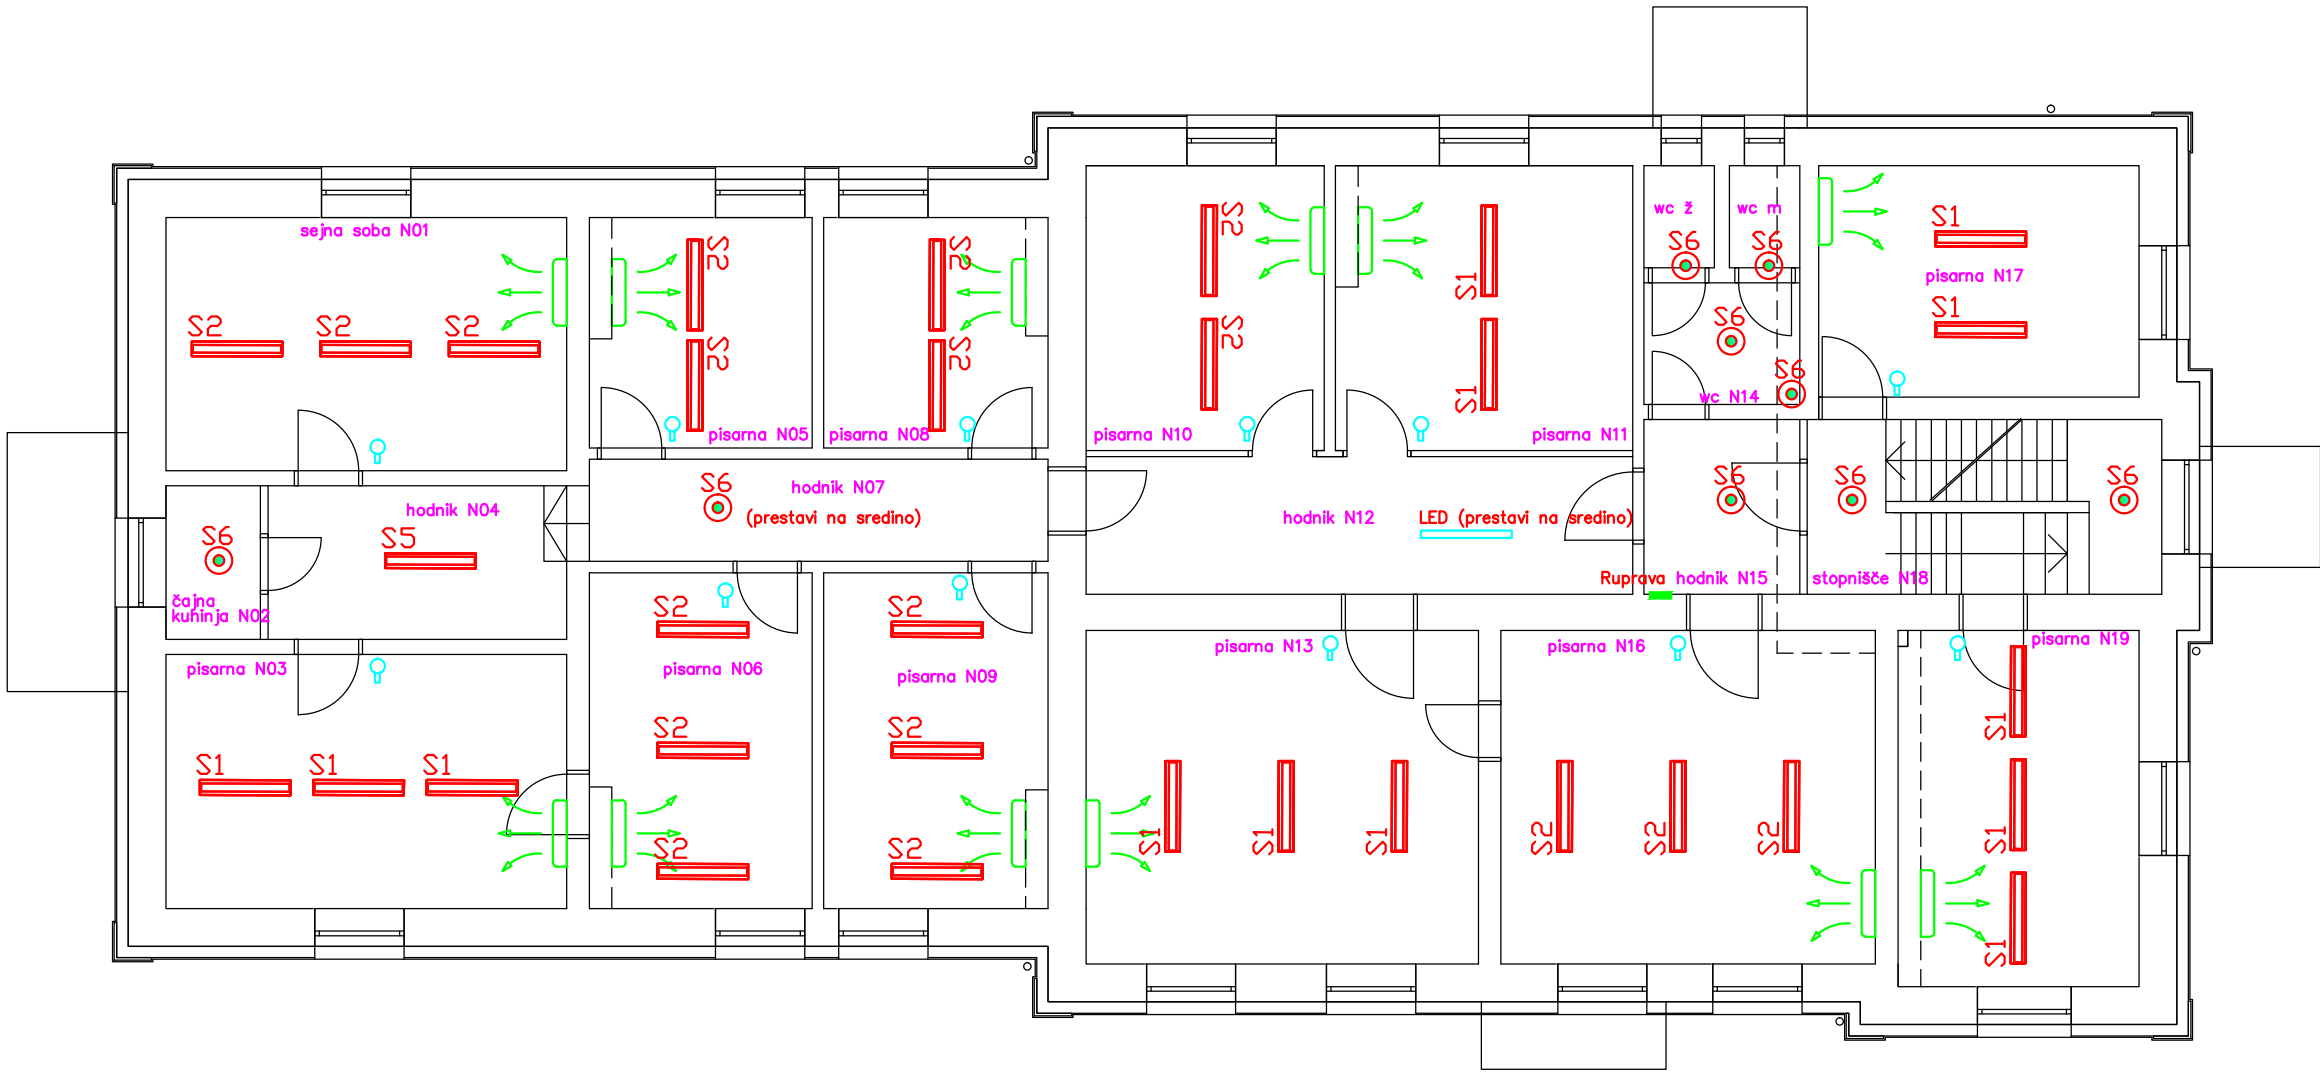 wc ž
wc m
S2
S1
S1
sejna soba N01
S2
S2
S6
S6
pisarna N17
S1
S1
S2
S2
S2
S2
S2
S2
S1
S6
S6
wc N14
pisarna N05
pisarna N08
pisarna N10
pisarna N11
S6
hodnik N07
S6
S6
S6
hodnik N04
(prestavi na sredino)
hodnik N12
LED (prestavi na sredino)
S6
S5
čajna
kuhinja N02
Ruprava hodnik N15
stopnišče N18
S2
S2
pisarna N03
pisarna N06
pisarna N09
pisarna N13
pisarna N16
pisarna N19
S1
S2
S2
S1
S1
S1
S1
S1
S1
S2
S2
S2
S1
S2
S2
S1